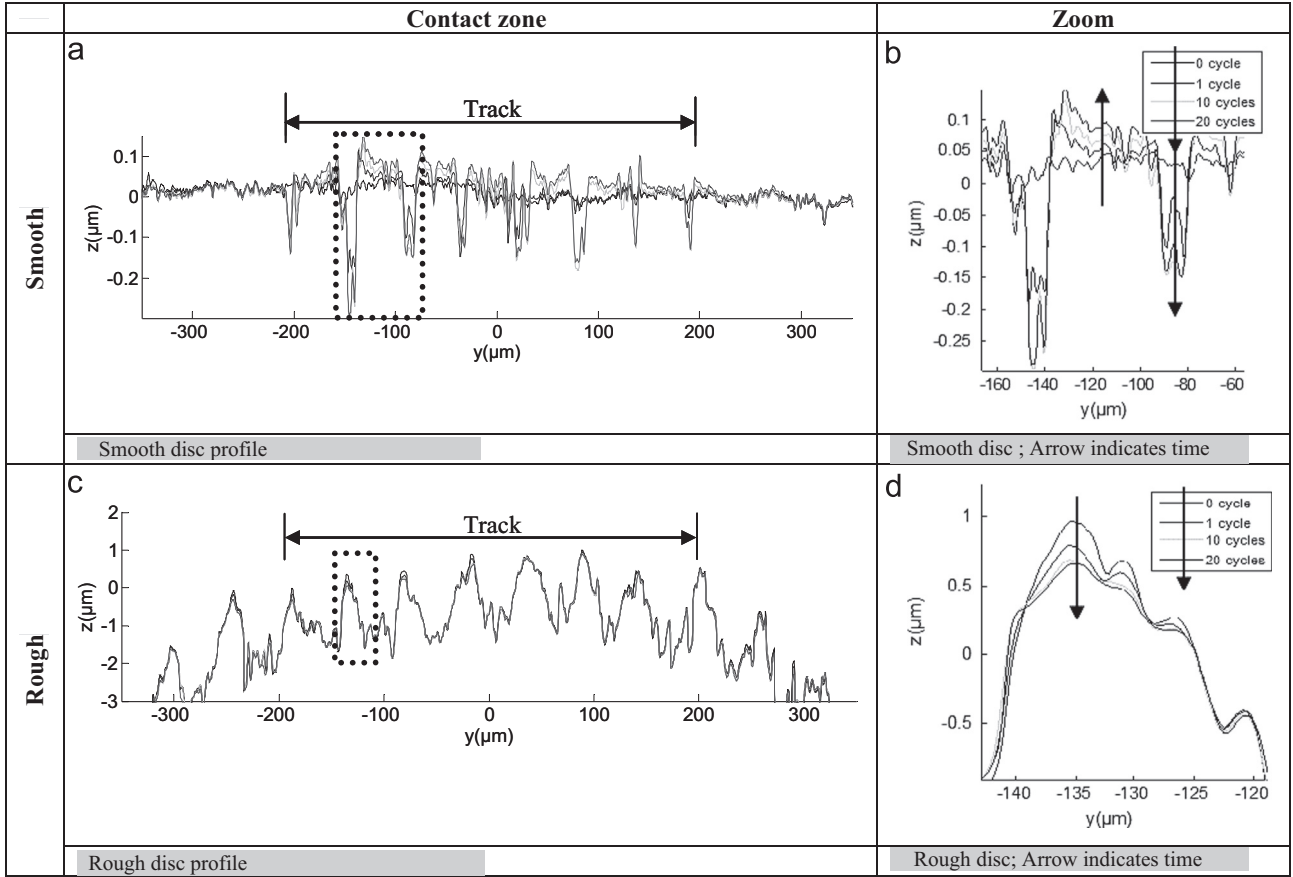 Contact zone
Zoom
Smooth
a
Track
z(µm)
0.1
0
-0.1
-0.2
-300 -200 -100 0 100 200 300
y(µm)
b
0 cycle
1 cycle
10 cycles
20 cycles
z(µm)
0.1
0.05
0
-0.05
-0.1
-0.15
-0.2
-0.25
-160 -140 -120 -100 -80 -60
y(µm)
Smooth disc profile
Smooth disc ; Arrow indicates time
Rough
c
Track
z(µm)
2
1
0
-1
-2
-3
-300 -200 -100 0 100 200 300
y(µm)
d
0 cycle
1 cycle
10 cycles
20 cycles
z(µm)
1
0.5
0
-0.5
-140 -135 -130 -125 -120
y(µm)
Rough disc profile
Rough disc; Arrow indicates time